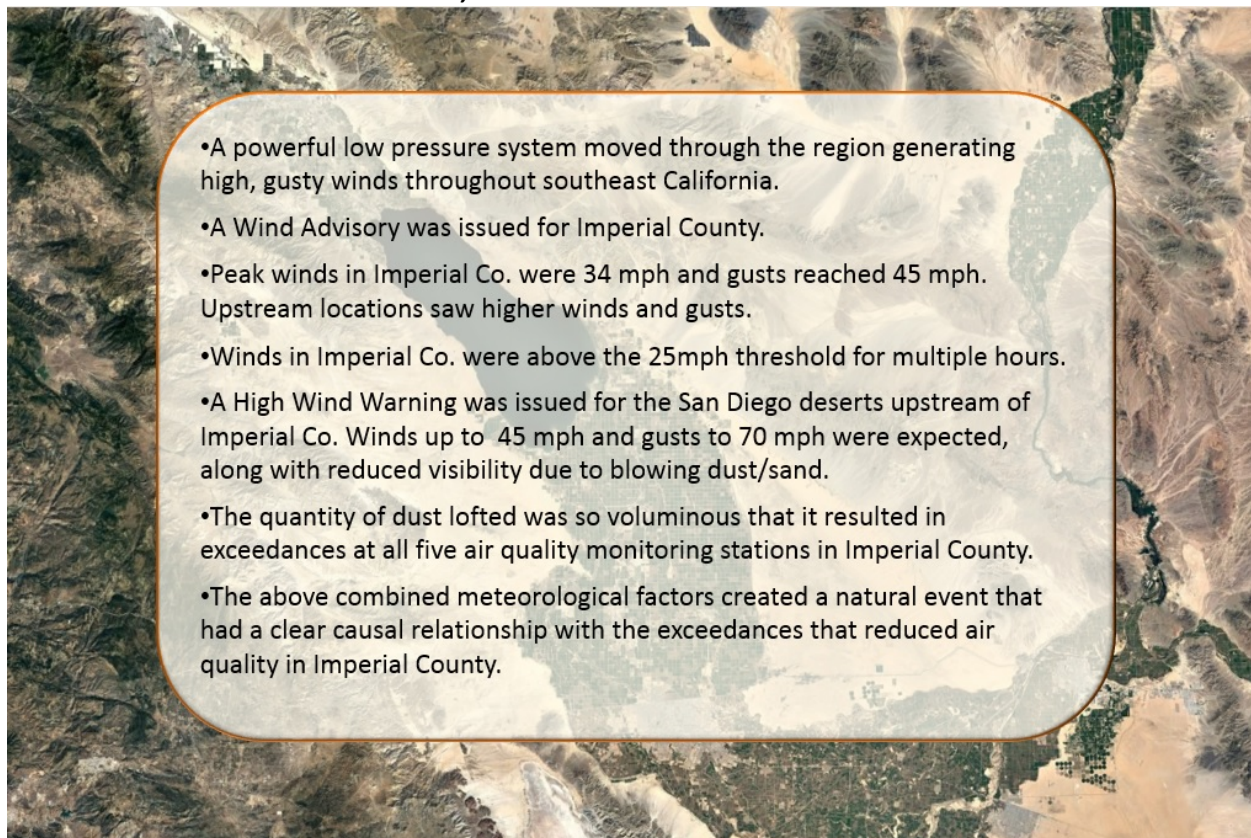 •A powerful low pressure system moved through the region generating
high, gusty winds throughout southeast California.
•A Wind Advisory was issued for Imperial County.
•Peak winds in Imperial Co. were 34 mph and gusts reached 45 mph.
Upstream locations saw higher winds and gusts.
•Winds in Imperial Co. were above the 25mph threshold for multiple hours.
•A High Wind Warning was issued for the San Diego deserts upstream of
Imperial Co. Winds up to  45 mph and gusts to 70 mph were expected,
along with reduced visibility due to blowing dust/sand.
•The quantity of dust lofted was so voluminous that it resulted in
exceedances at all five air quality monitoring stations in Imperial County.
•The above combined meteorological factors created a natural event that
had a clear causal relationship with the exceedances that reduced air
quality in Imperial County.